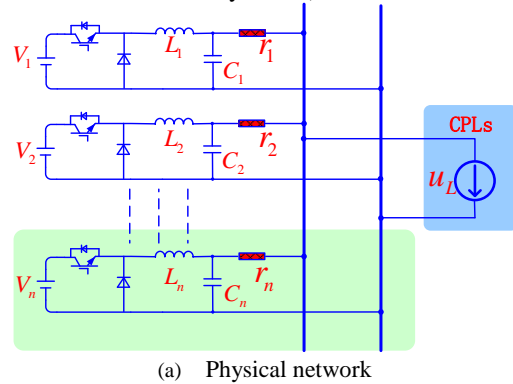 V1
L1
C1
r1
V2
L2
C2
r2
CPLs
uL
Vn
Ln
Cn
rn
(a) Physical network